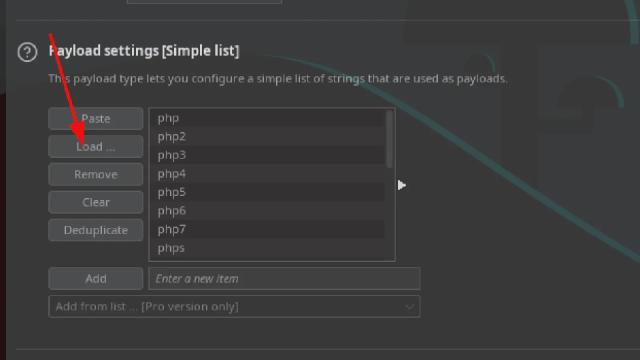 Payload settings [Simple list]
This payload type lets you configure a simple list of strings that are used as payloads.
Paste
Load ...
Remove
Clear
Deduplicate
php
php2
php3
php4
php5
php6
php7
phps
Add
Enter a new item
Add from list ... [Pro version only]